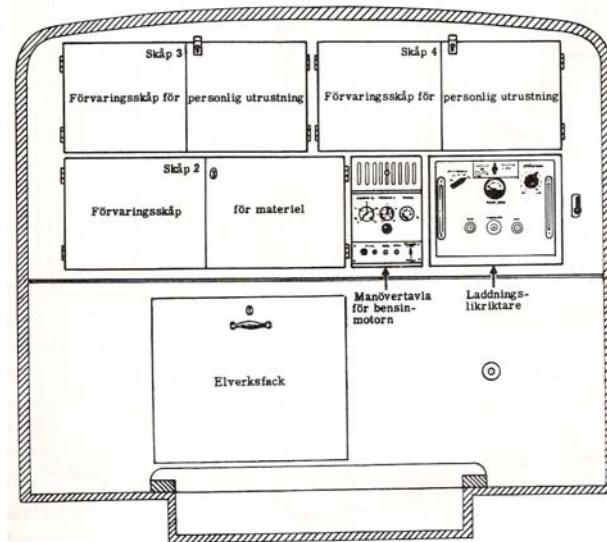 Skåp 3
Skåp 4
Förvaringsskåp för personlig utrustning
Förvaringsskåp för personlig utrustning
Skåp 2
Förvaringsskåp för materiel
Manövertavla
för bensin-
motorn
Laddnings-
likriktare
Elverksfack